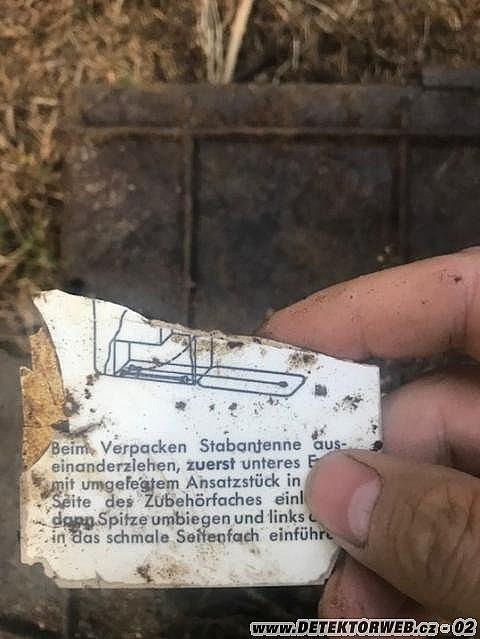 Beim Verpacken Stabantenne aus-
einanderziehen, zuerst unteres
mit umgelegtem Ansatzstück in
Seite des Zubehörfaches
dann Spitze umbiegen und links
in das schmale Seitenfach
www.DETEKTORWEB.cz - 02